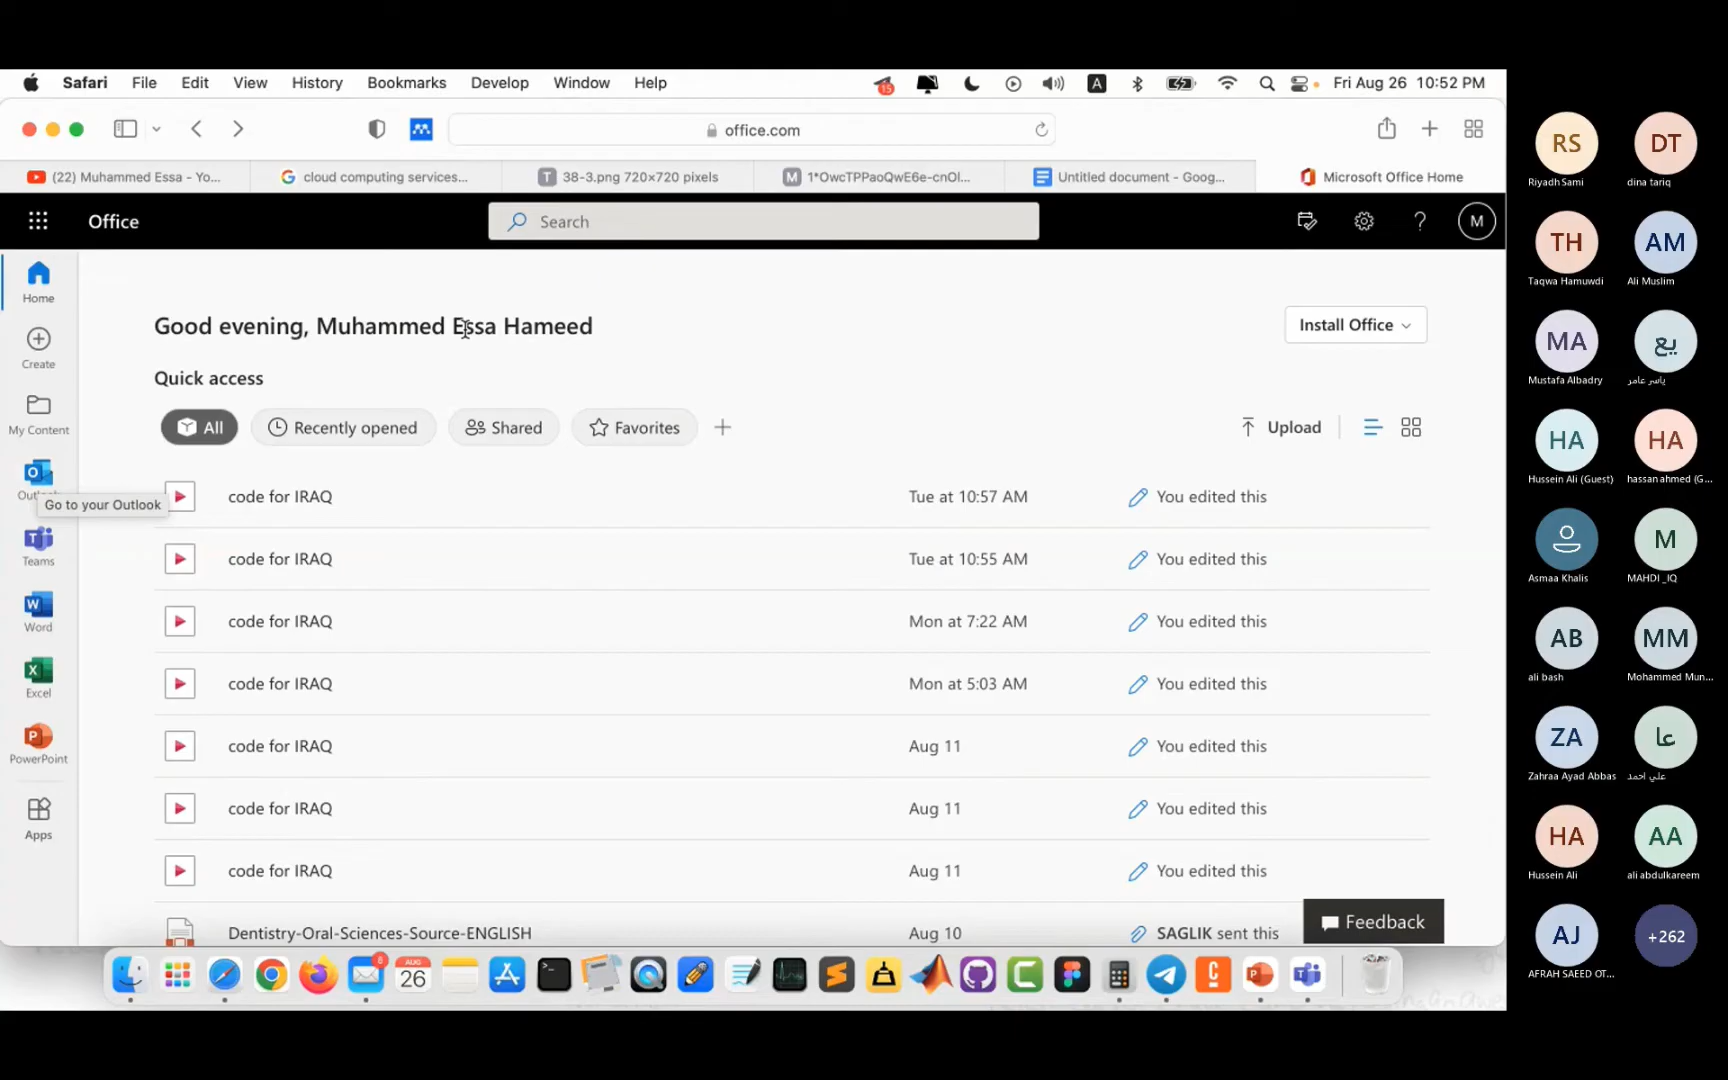 Safari File Edit View History Bookmarks Develop Window Help 15 A Fri Aug 26 10:52 PM
office.com
(22) Muhammed Essa - Yo...
cloud computing services...
38-3.png 720×720 pixels
1*OwcTPPaoQwE6e-cnOl...
Untitled document - Goog...
Microsoft Office Home
Office
Search
M
Home
Create
My Content
Go to your Outlook
Teams
Word
Excel
PowerPoint
Apps
Good evening, Muhammed Essa Hameed
Install Office
Quick access
All
Recently opened
Shared
Favorites
Upload
code for IRAQ Tue at 10:57 AM You edited this
code for IRAQ Tue at 10:55 AM You edited this
code for IRAQ Mon at 7:22 AM You edited this
code for IRAQ Mon at 5:03 AM You edited this
code for IRAQ Aug 11 You edited this
code for IRAQ Aug 11 You edited this
code for IRAQ Aug 11 You edited this
Dentistry-Oral-Sciences-Source-ENGLISH Aug 10 SAGLIK sent this
Feedback
AUG
26
8
RS DT
Riyadh Sami dina tariq
TH AM
Taqwa Hamuwdi Ali Muslim
MA يع
Mustafa Albadry ياسر عامر
HA HA
Hussein Ali (Guest) hassan ahmed (G...
M
Asmaa Khalis MAHDI_IQ
AB MM
ali bash Mohammed Mun...
ZA عا
Zahraa Ayad Abbas علي احمد
HA AA
Hussein Ali ali abdulkareem
AJ +262
AFRAH SAEED OT...